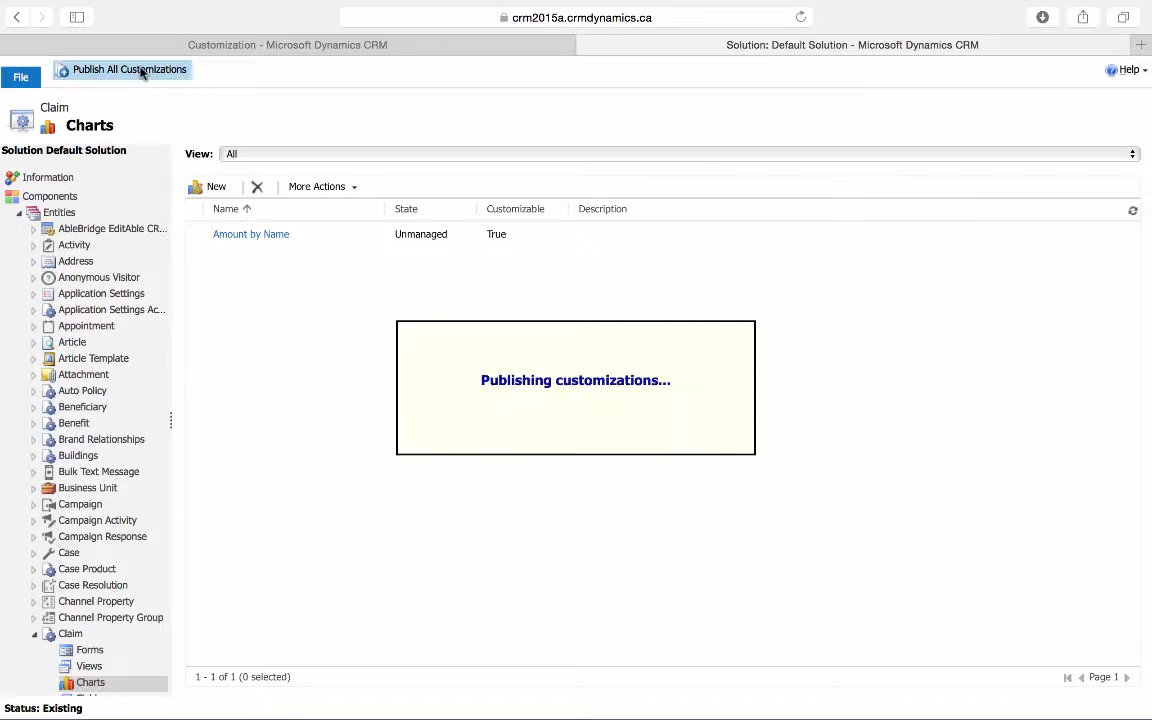 crm2015a.crmdynamics.ca
Customization - Microsoft Dynamics CRM
Solution: Default Solution - Microsoft Dynamics CRM
File
Publish All Customizations
Help
Claim
Charts
Solution Default Solution
Information
Components
Entities
AbleBridge EditAble CR...
Activity
Address
Anonymous Visitor
Application Settings
Application Settings Ac...
Appointment
Article
Article Template
Attachment
Auto Policy
Beneficiary
Benefit
Brand Relationships
Buildings
Bulk Text Message
Business Unit
Campaign
Campaign Activity
Campaign Response
Case
Case Product
Case Resolution
Channel Property
Channel Property Group
Claim
Forms
Views
Charts
View: All
New
More Actions
Name State Customizable Description
Amount by Name Unmanaged True
Publishing customizations...
1 - 1 of 1 (0 selected)
Page 1
Status: Existing